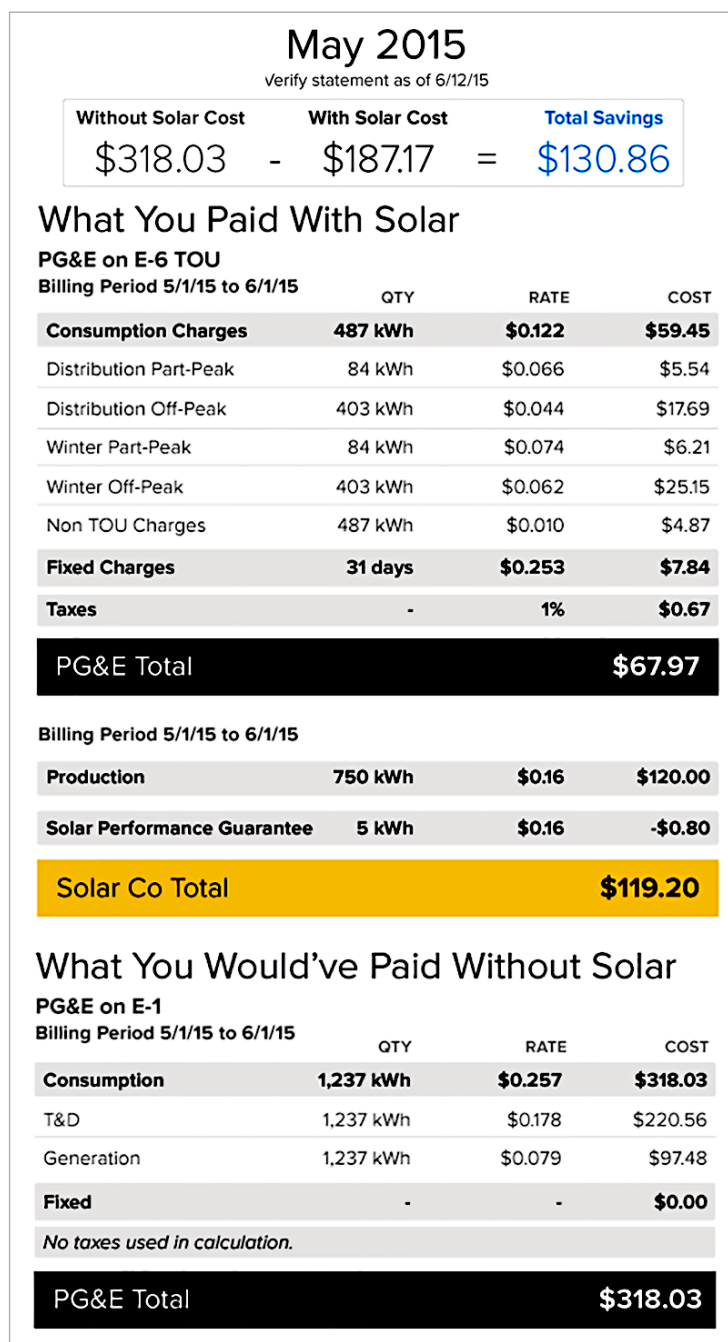 May 2015
Verify statement as of 6/12/15
Without Solar Cost With Solar Cost Total Savings
$318.03 - $187.17 = $130.86
What You Paid With Solar
PG&E on E-6 TOU
Billing Period 5/1/15 to 6/1/15
QTY RATE COST
Consumption Charges 487 kWh $0.122 $59.45
Distribution Part-Peak 84 kWh $0.066 $5.54
Distribution Off-Peak 403 kWh $0.044 $17.69
Winter Part-Peak 84 kWh $0.074 $6.21
Winter Off-Peak 403 kWh $0.062 $25.15
Non TOU Charges 487 kWh $0.010 $4.87
Fixed Charges 31 days $0.253 $7.84
Taxes - 1% $0.67
PG&E Total $67.97
Billing Period 5/1/15 to 6/1/15
Production 750 kWh $0.16 $120.00
Solar Performance Guarantee 5 kWh $0.16 -$0.80
Solar Co Total $119.20
What You Would've Paid Without Solar
PG&E on E-1
Billing Period 5/1/15 to 6/1/15
QTY RATE COST
Consumption 1,237 kWh $0.257 $318.03
T&D 1,237 kWh $0.178 $220.56
Generation 1,237 kWh $0.079 $97.48
Fixed - - $0.00
No taxes used in calculation.
PG&E Total $318.03